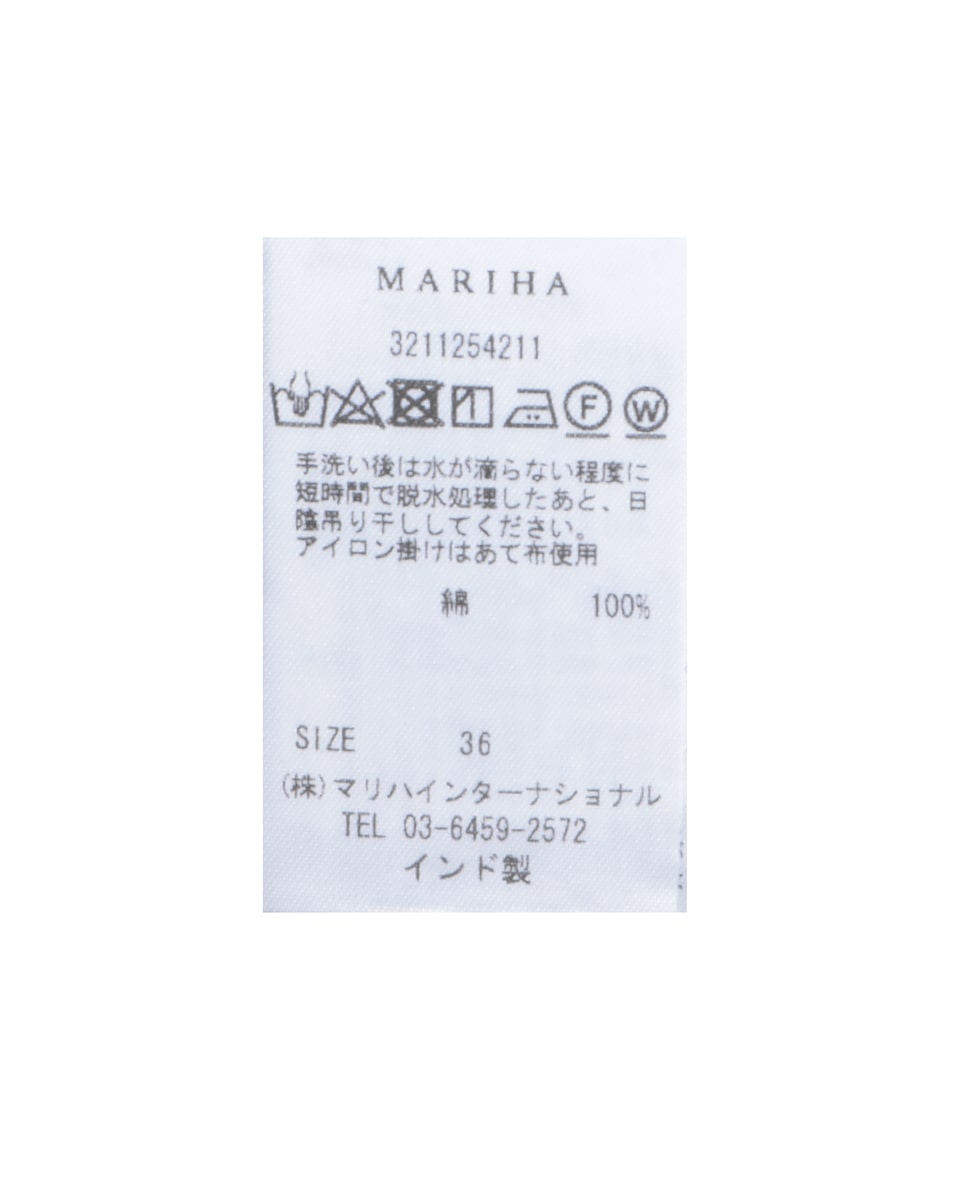 MARIHA
3211254211
F W
手洗い後は水が滴らない程度に
短時間で脱水処理したあと、日
陰吊り干ししてください。
アイロン掛けはあて布使用
綿 100%
SIZE 36
(株)マリハインターナショナル
TEL 03-6459-2572
インド製